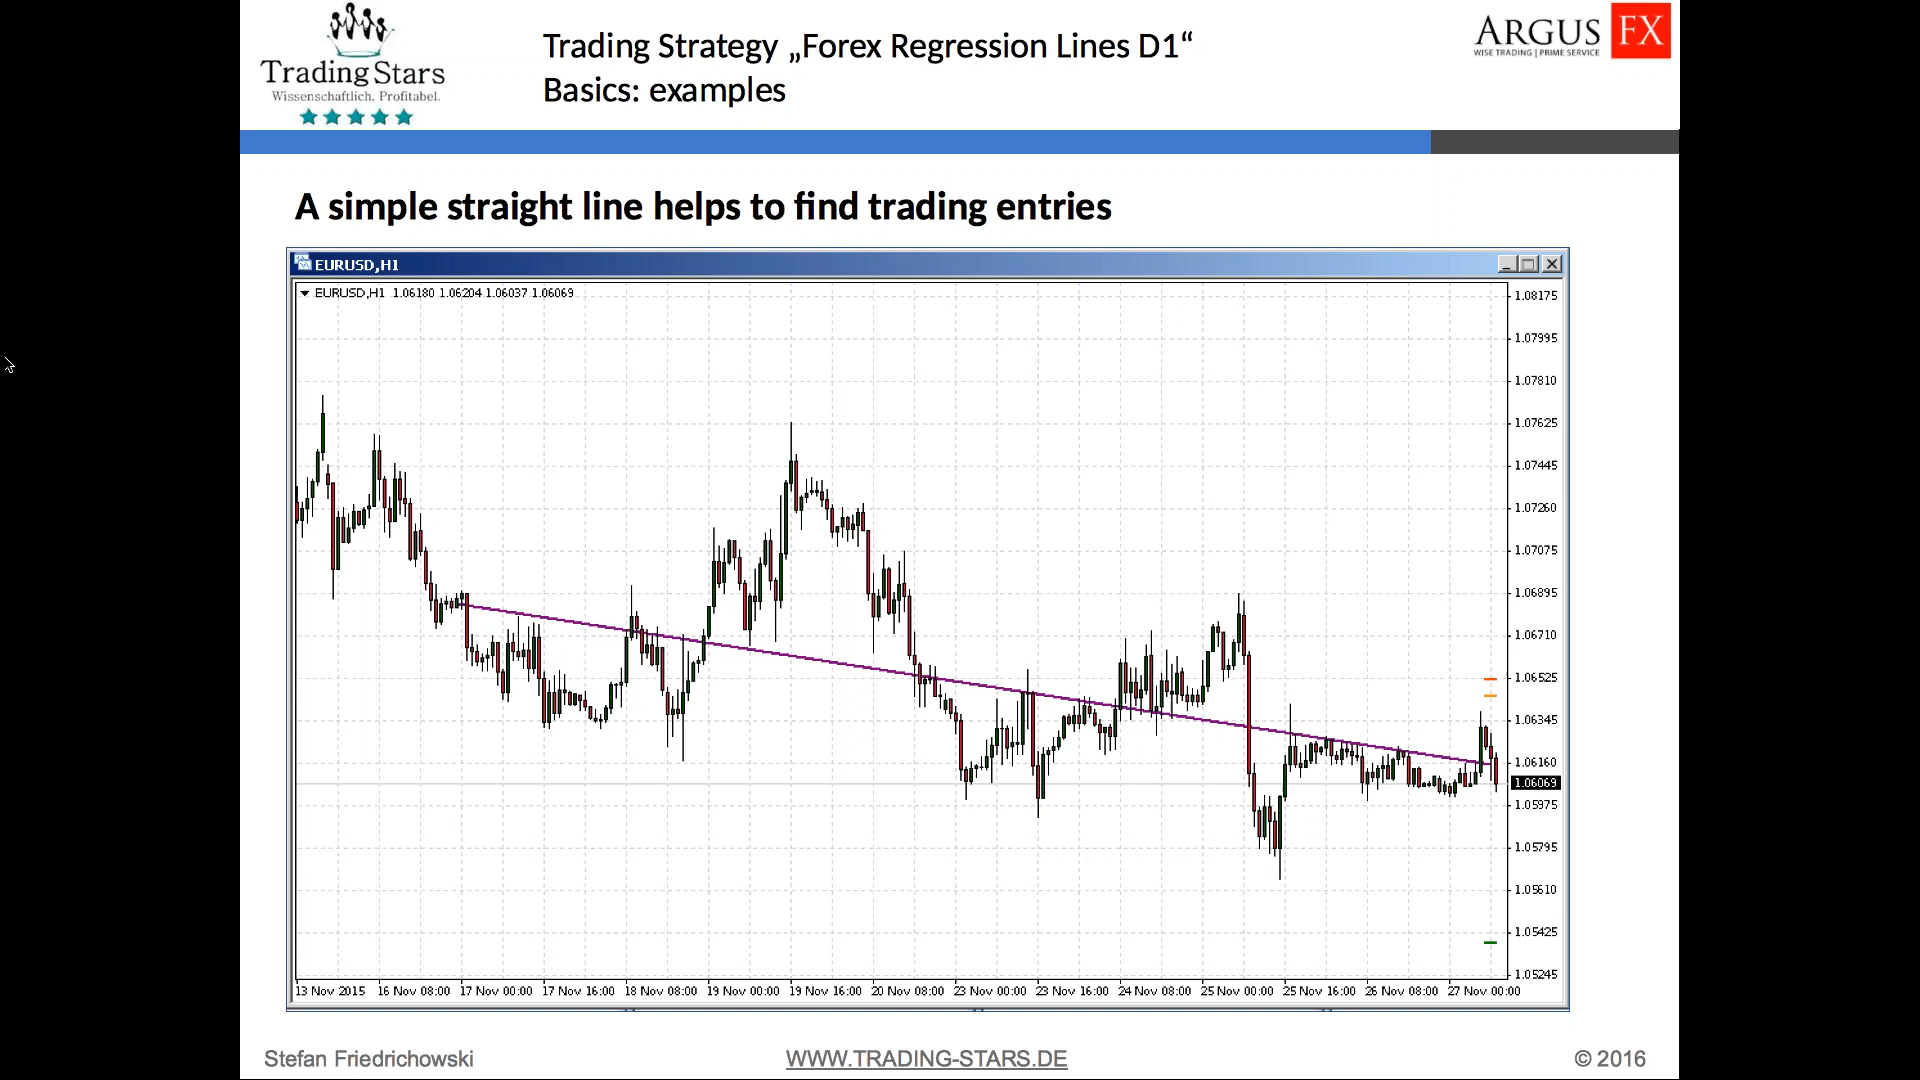 Trading Stars
Wissenschaftlich. Profitabel.
Trading Strategy „Forex Regression Lines D1“
Basics: examples
ARGUS FX
WISE TRADING | PRIME SERVICE
A simple straight line helps to find trading entries
EURUSD,H1
EURUSD,H1 1.06180 1.06204 1.06037 1.06069
1.08175
1.07995
1.07810
1.07625
1.07445
1.07260
1.07075
1.06895
1.06710
1.06525
1.06345
1.06160
1.06069
1.05975
1.05795
1.05610
1.05425
1.05245
13 Nov 2015 16 Nov 08:00 17 Nov 00:00 17 Nov 16:00 18 Nov 08:00 19 Nov 00:00 19 Nov 16:00 20 Nov 08:00 23 Nov 00:00 23 Nov 16:00 24 Nov 08:00 25 Nov 00:00 25 Nov 16:00 26 Nov 08:00 27 Nov 00:00
Stefan Friedrichowski WWW.TRADING-STARS.DE © 2016